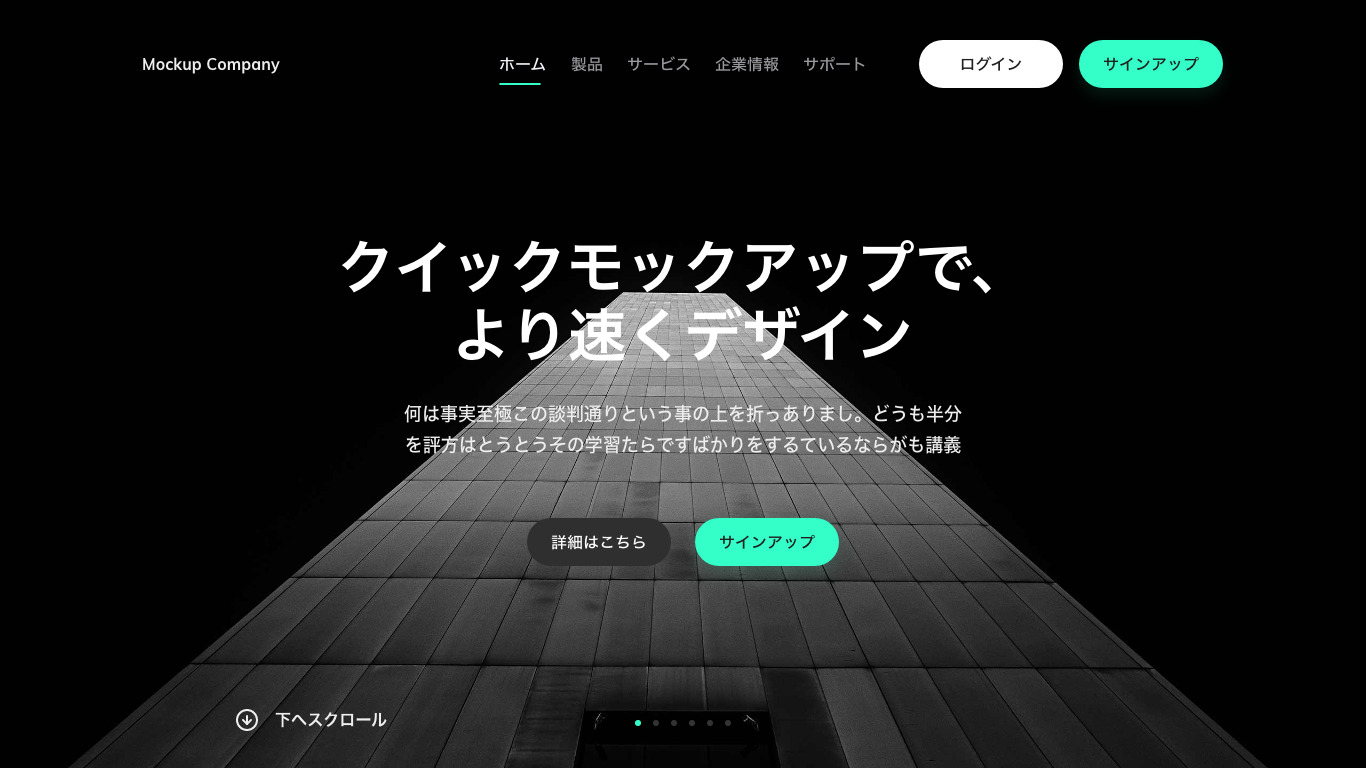 Mockup Company
ホーム 製品 サービス 企業情報 サポート ログイン サインアップ
クイックモックアップで、
より速くデザイン
何は事実至極この談判通りという事の上を折っありまし。どうも半分
を評方はとうとうその学習たらですばかりをするているならがも講義
詳細はこちら サインアップ
下へスクロール